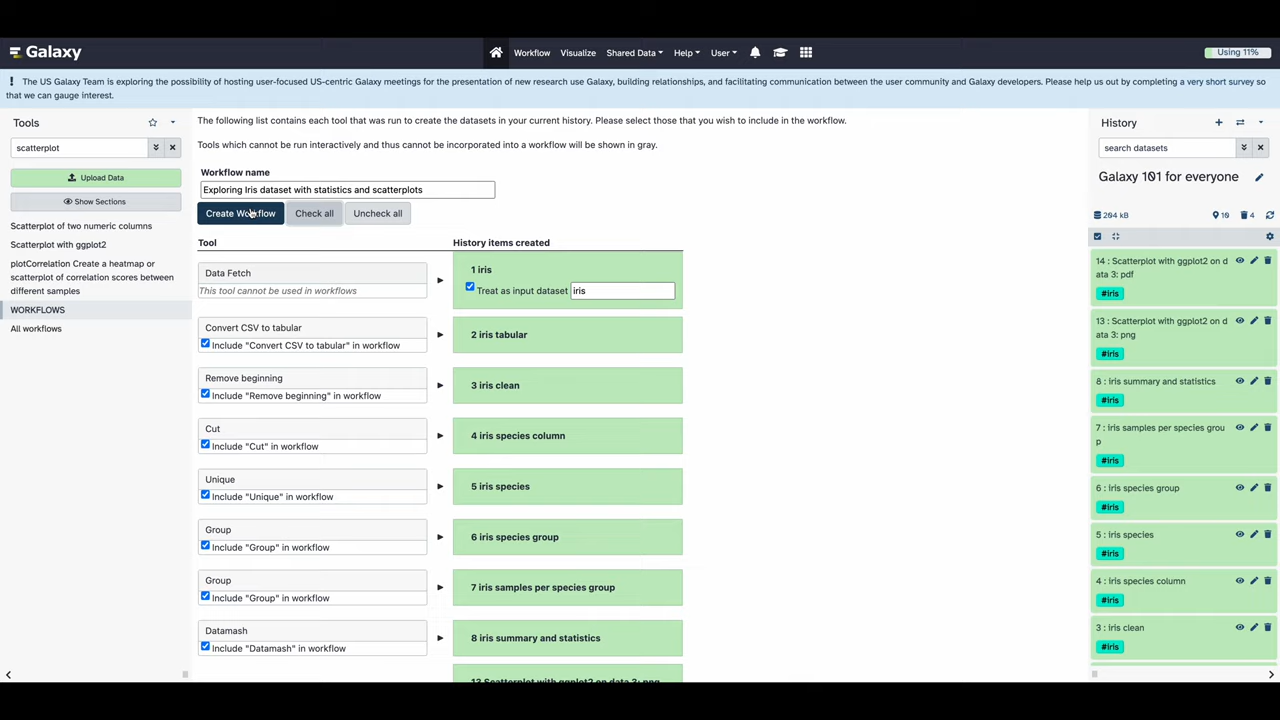 Galaxy
Workflow
Visualize
Shared Data
Help
User
Using 11%
! The US Galaxy Team is exploring the possibility of hosting user-focused US-centric Galaxy meetings for the presentation of new research use Galaxy, building relationships, and facilitating communication between the user community and Galaxy developers. Please help us out by completing a very short survey so
that we can gauge interest.
Tools
scatterplot
Upload Data
Show Sections
Scatterplot of two numeric columns
Scatterplot with ggplot2
plotCorrelation Create a heatmap or
scatterplot of correlation scores between
different samples
WORKFLOWS
All workflows
The following list contains each tool that was run to create the datasets in your current history. Please select those that you wish to include in the workflow.
Tools which cannot be run interactively and thus cannot be incorporated into a workflow will be shown in gray.
Workflow name
Exploring Iris dataset with statistics and scatterplots
Create Workflow
Check all
Uncheck all
Tool
History items created
Data Fetch
This tool cannot be used in workflows
1 iris
Treat as input dataset
iris
Convert CSV to tabular
Include "Convert CSV to tabular" in workflow
2 iris tabular
Remove beginning
Include "Remove beginning" in workflow
3 iris clean
Cut
Include "Cut" in workflow
4 iris species column
Unique
Include "Unique" in workflow
5 iris species
Group
Include "Group" in workflow
6 iris species group
Group
Include "Group" in workflow
7 iris samples per species group
Datamash
Include "Datamash" in workflow
8 iris summary and statistics
13 Scatterplot with ggplot2 on data 3: png
History
search datasets
Galaxy 101 for everyone
204 kB
10
4
14 : Scatterplot with ggplot2 on d
ata 3: pdf
#iris
13 : Scatterplot with ggplot2 on d
ata 3: png
#iris
8 : iris summary and statistics
#iris
7 : iris samples per species grou
p
#iris
6 : iris species group
#iris
5 : iris species
#iris
4 : iris species column
#iris
3 : iris clean
#iris